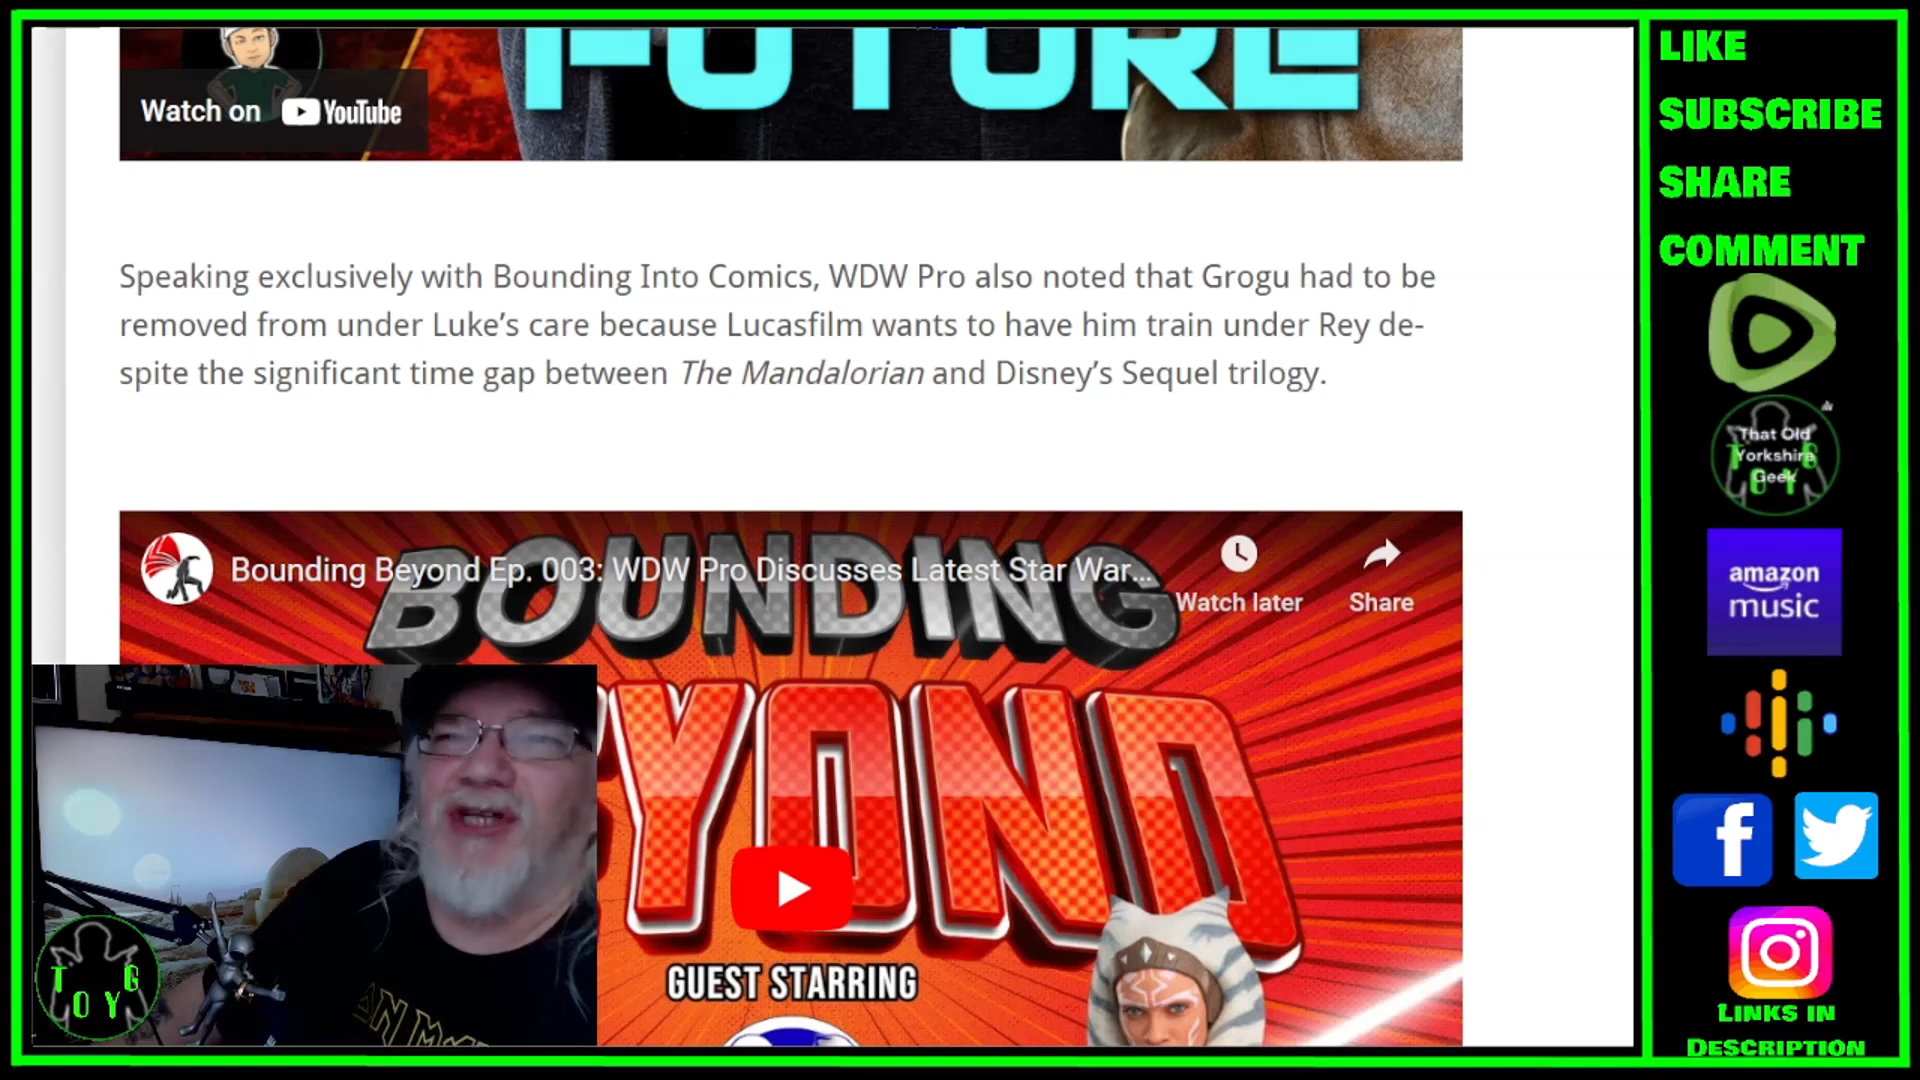 FUTURE
Watch on YouTube
Speaking exclusively with Bounding Into Comics, WDW Pro also noted that Grogu had to be
removed from under Luke’s care because Lucasfilm wants to have him train under Rey de-
spite the significant time gap between The Mandalorian and Disney’s Sequel trilogy.
Bounding Beyond Ep. 003: WDW Pro Discusses Latest Star War...
Watch later
Share
BOUNDING
YOND
GUEST STARRING
T G
O Y
LIKE
SUBSCRIBE
SHARE
COMMENT
That Old
Yorkshire
Geek
T G
O Y
amazon
music
LINKS IN
DESCRIPTION